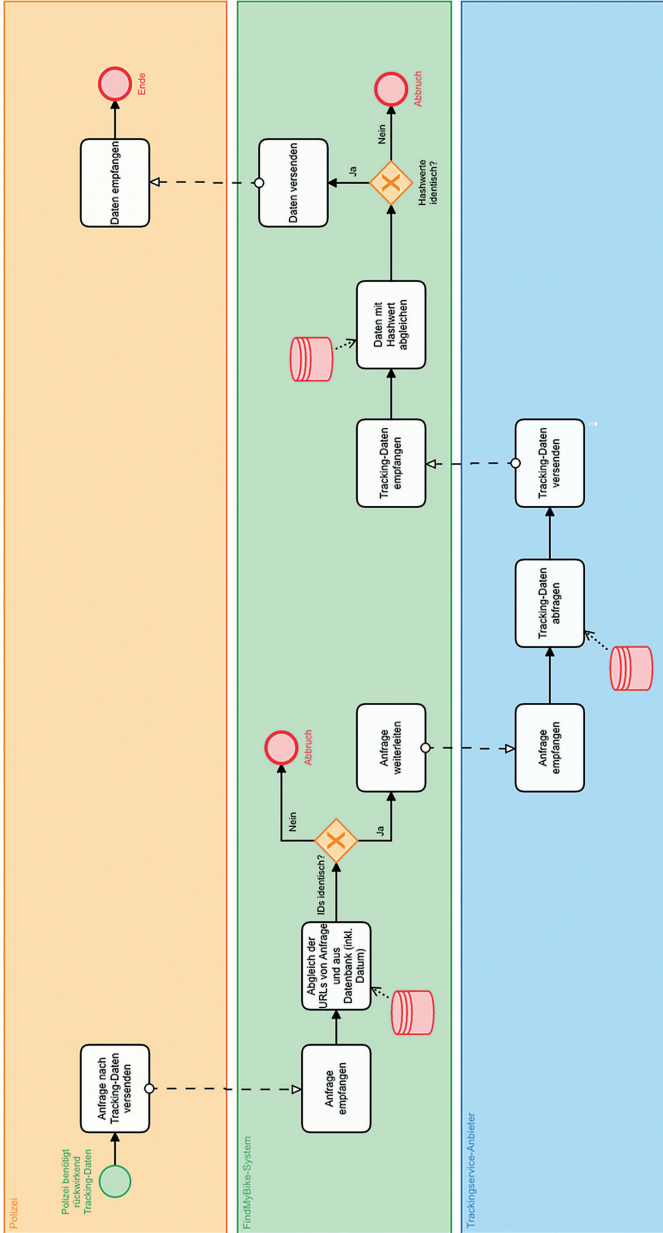 Polizei
Polizei benötigt
rückwirkend
Tracking-Daten
Anfrage nach
Tracking-Daten
versenden
Daten empfangen
Ende
FindMyBike-System
Anfrage
empfangen
Abgleich der
URLs von Anfrage
und aus
Datenbank (inkl.
Datum)
IDs identisch?
Nein
Abbruch
Ja
Anfrage
weiterleiten
Tracking-Daten
empfangen
Daten mit
Hashwert
abgleichen
Hashwerte
identisch?
Ja
Daten versenden
Nein
Abbruch
Trackingservice-Anbieter
Anfrage
empfangen
Tracking-Daten
abfragen
Tracking-Daten
versenden